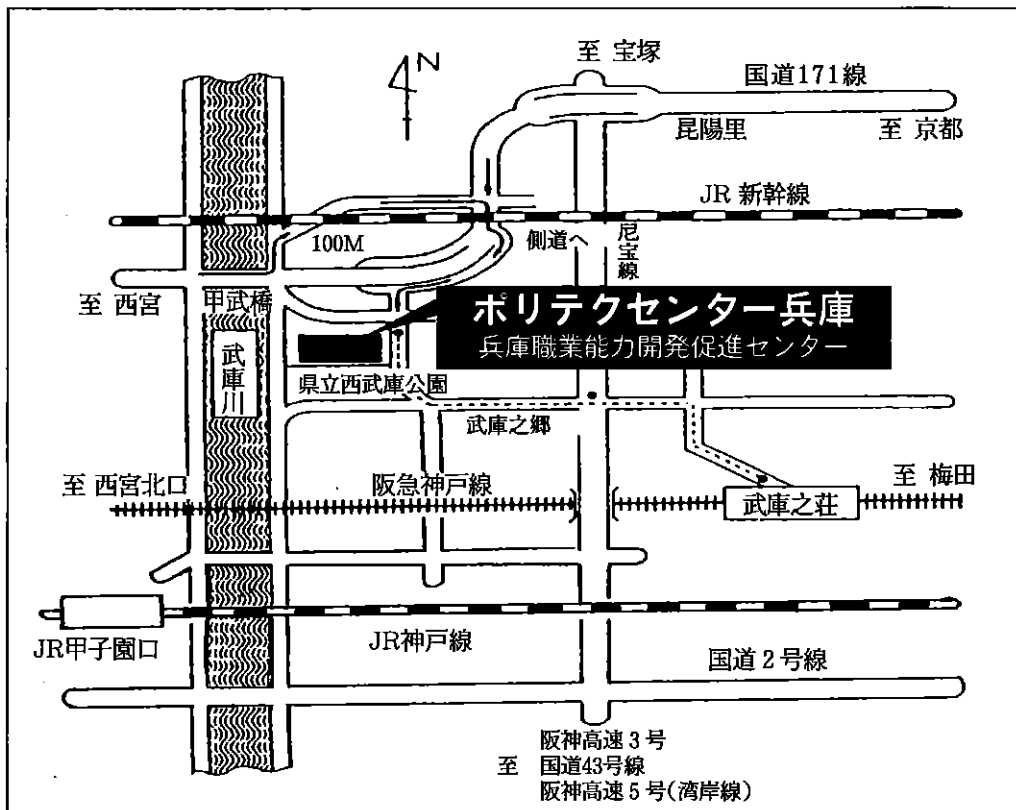 N
至 宝塚
国道171線
昆陽里
至 京都
JR 新幹線
100M
側道へ
尼宝線
至 西宮
甲武橋
ポリテクセンター兵庫
兵庫職業能力開発促進センター
武庫川
県立西武庫公園
武庫之郷
至 西宮北口
阪急神戸線
至 梅田
武庫之荘
JR甲子園口
JR神戸線
国道2号線
阪神高速3号
至 国道43号線
阪神高速5号(湾岸線)